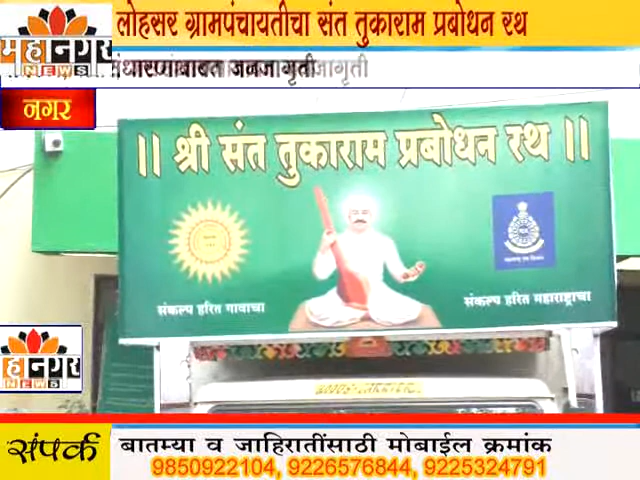 लोहसर ग्रामपंचायतीचा संत तुकाराम प्रबोधन रथ
महानगर
NEWS
नगर
|| श्री संत तुकाराम प्रबोधन रथ ||
संकल्प हरित गावाचा
संकल्प हरित महाराष्ट्राचा
हानगर
NEWS
संपर्क
बातम्या व जाहिरातींसाठी मोबाईल क्रमांक
9850922104, 9226576844, 9225324791